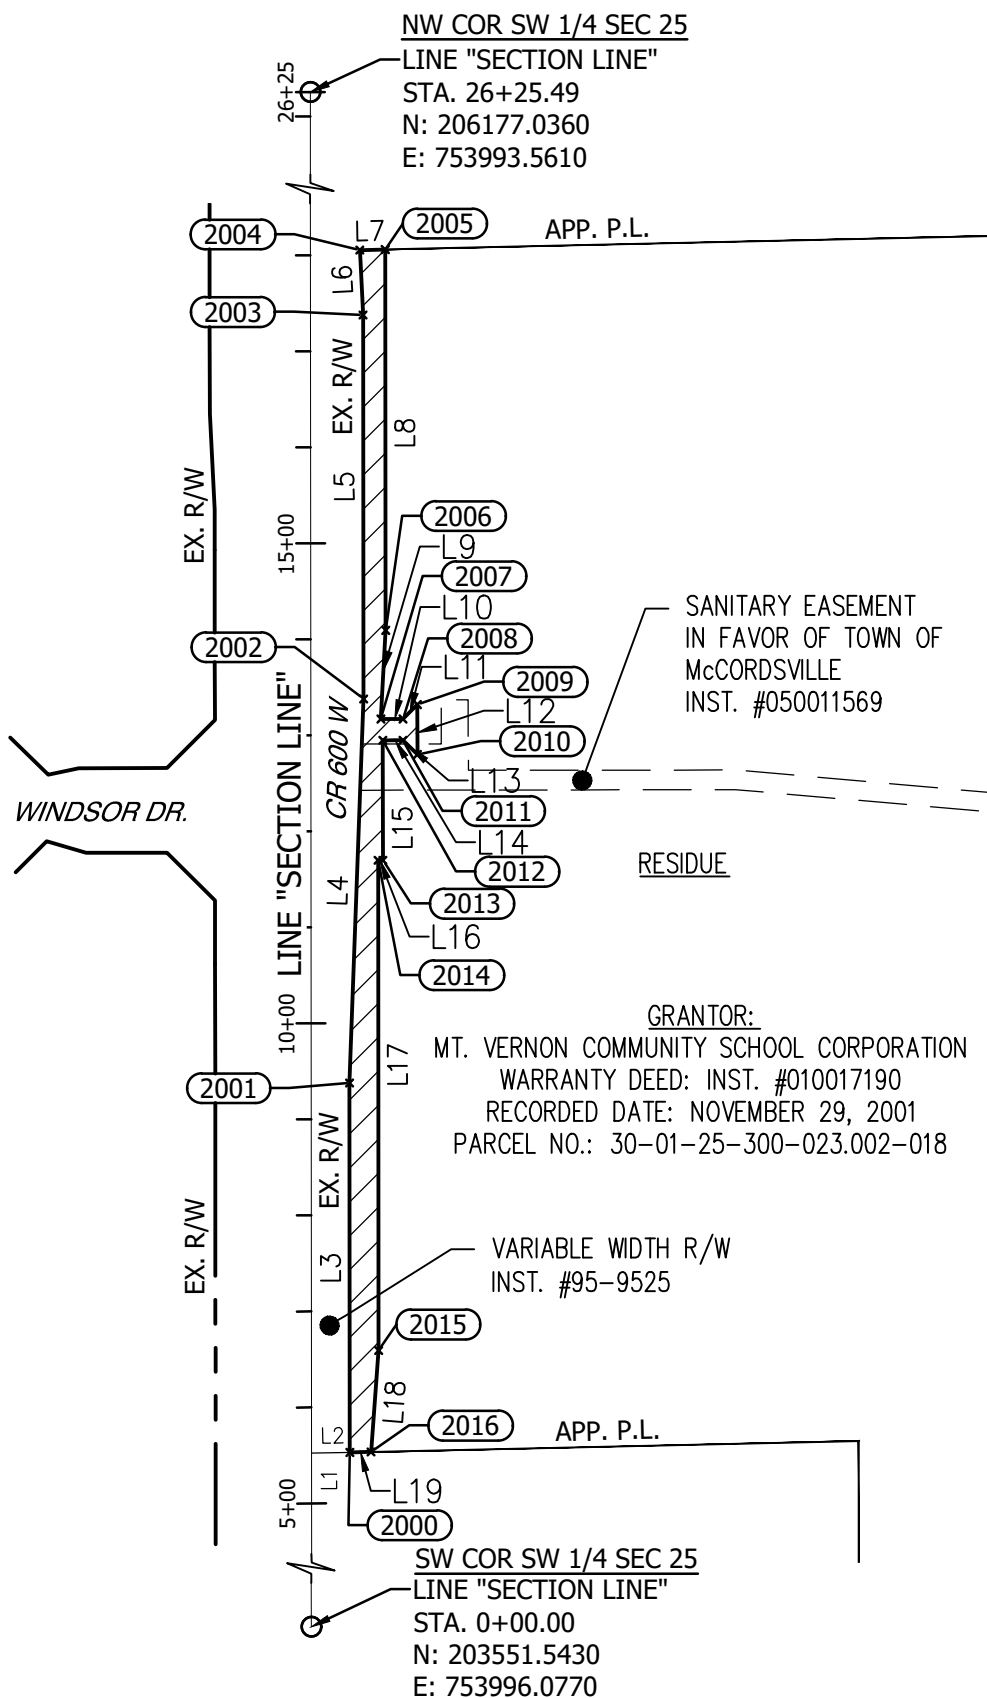 NW COR SW 1/4 SEC 25
LINE "SECTION LINE"
STA. 26+25.49
N: 206177.0360
E: 753993.5610
26+25
2004
L7
2005
APP. P.L.
L6
2003
EX. R/W
L8
L5
EX. R/W
2006
L9
15+00
2007
L10
SANITARY EASEMENT
IN FAVOR OF TOWN OF
McCORDSVILLE
INST. #050011569
2008
2002
L11
2009
L12
2010
LINE "SECTION LINE"
CR 600 W
L13
WINDSOR DR.
2011
L15
L14
2012
RESIDUE
L4
2013
L16
2014
10+00
GRANTOR:
MT. VERNON COMMUNITY SCHOOL CORPORATION
WARRANTY DEED: INST. #010017190
RECORDED DATE: NOVEMBER 29, 2001
PARCEL NO.: 30-01-25-300-023.002-018
L17
2001
EX. R/W
EX. R/W
VARIABLE WIDTH R/W
INST. #95-9525
L3
2015
L18
2016
APP. P.L.
L2
L1
L19
5+00
2000
SW COR SW 1/4 SEC 25
LINE "SECTION LINE"
STA. 0+00.00
N: 203551.5430
E: 753996.0770